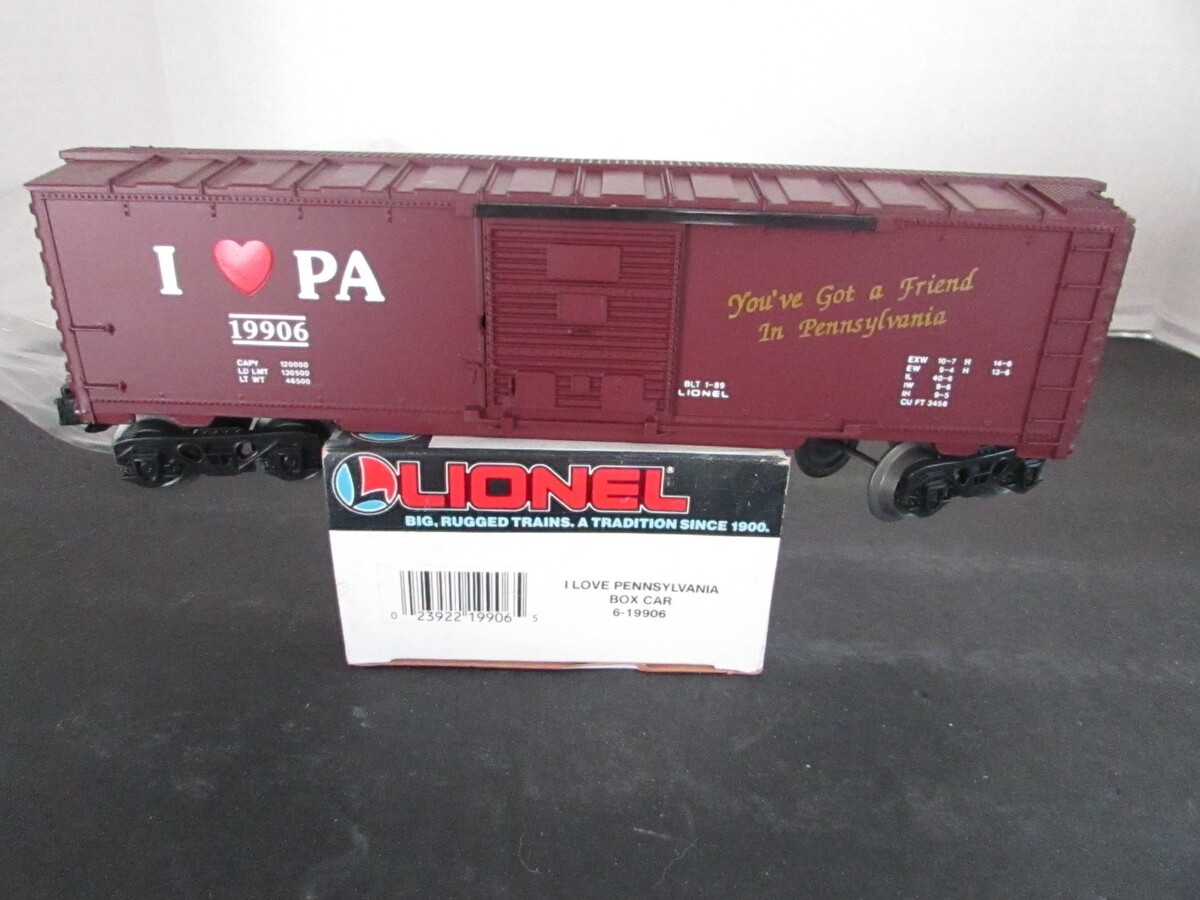 I ❤ PA
19906
CAPY 120000
LD LMT 130500
LT WT 46500
You've Got a Friend
In Pennsylvania
BLT 1-89
LIONEL
EXW 10-7 H 14-6
EW 9-4 H 13-6
IL 40-6
IW 9-6
IH 9-5
CU FT 3458
LIONEL®
BIG, RUGGED TRAINS. A TRADITION SINCE 1900.
0 23922 19906 5
I LOVE PENNSYLVANIA
BOX CAR
6-19906